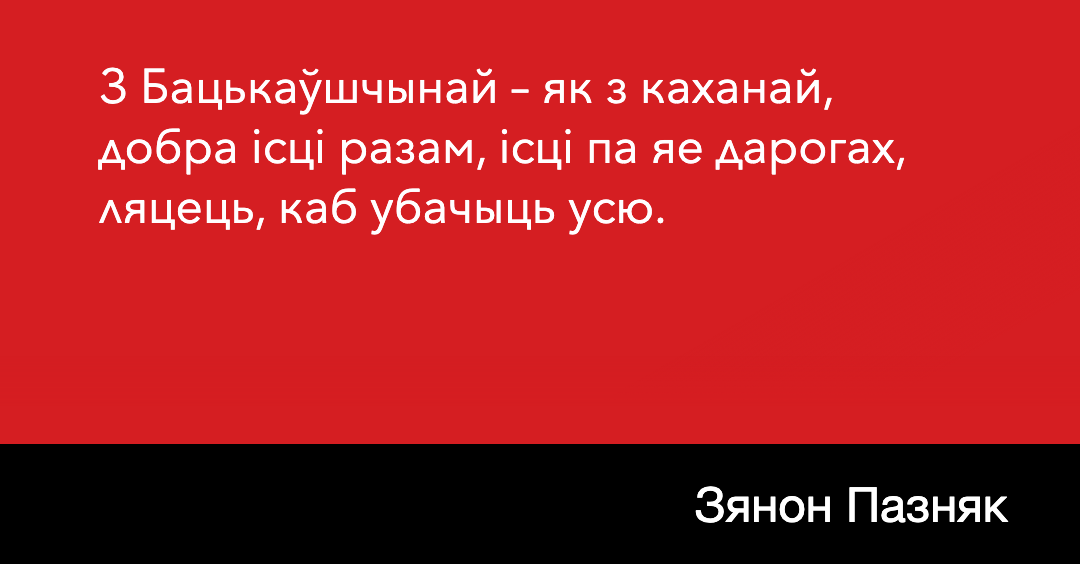 З Бацькаўшчынай – як з каханай,
добра ісці разам, ісці па яе дарогах,
ляцець, каб убачыць усю.
Зянон Пазняк